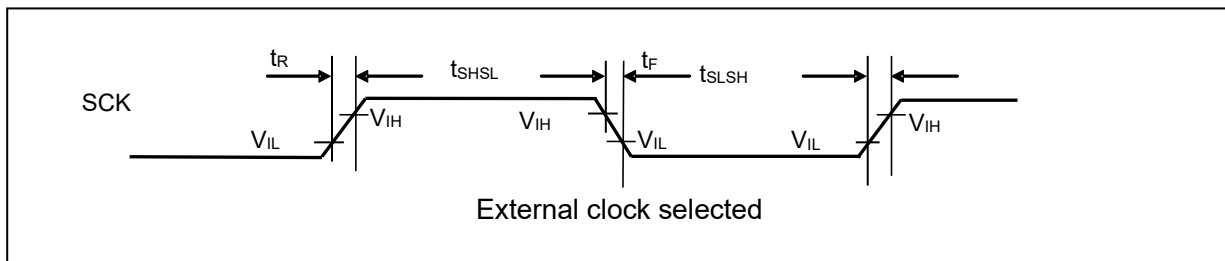 tR tSHSL tF tSLSH
SCK
VIH VIH VIH
VIL VIL VIL
External clock selected